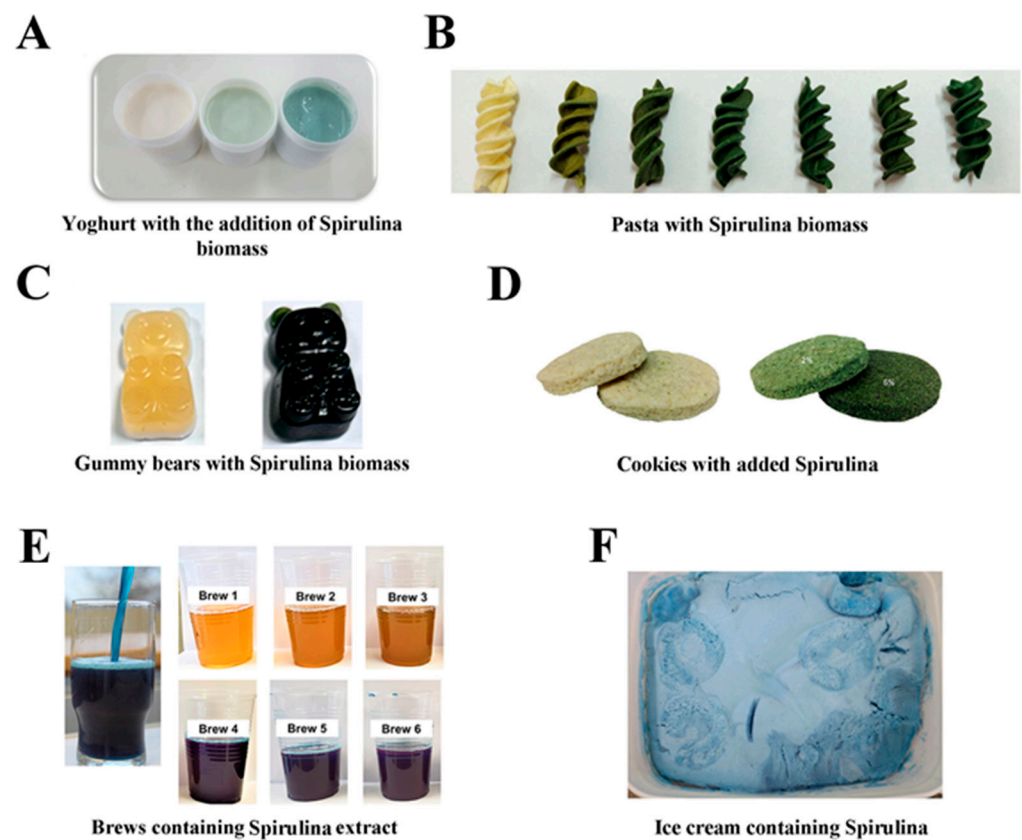 A
B
Yoghurt with the addition of Spirulina
biomass
Pasta with Spirulina biomass
C
D
2%
6%
Gummy bears with Spirulina biomass
Cookies with added Spirulina
E
F
Brew 1
Brew 2
Brew 3
Brew 4
Brew 5
Brew 6
Brews containing Spirulina extract
Ice cream containing Spirulina